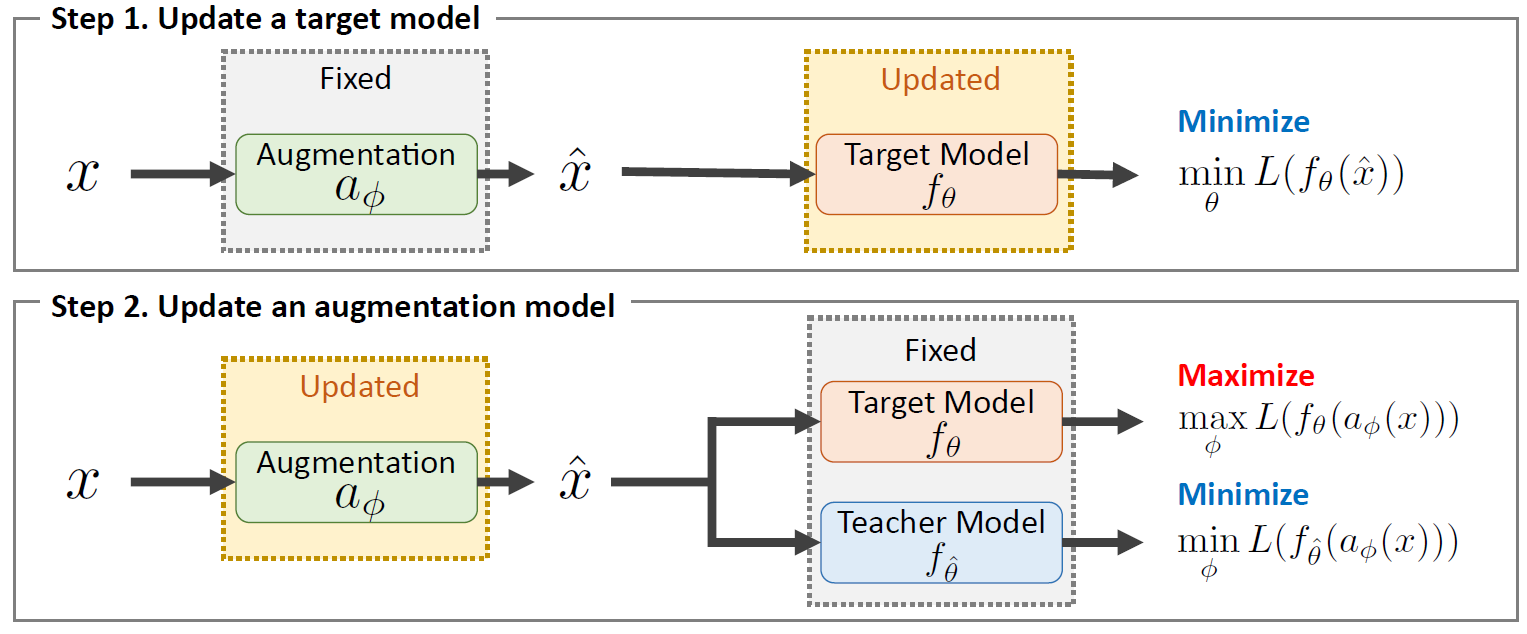 Step 1. Update a target model
Fixed
Updated
Minimize
x
Augmentation
a_ϕ
x̂
Target Model
f_θ
min_θ L(f_θ(x̂))
Step 2. Update an augmentation model
Updated
Fixed
x
Augmentation
a_ϕ
x̂
Target Model
f_θ
Maximize
max_ϕ L(f_θ(a_ϕ(x)))
Teacher Model
f_θ̂
Minimize
min_ϕ L(f_θ̂(a_ϕ(x)))